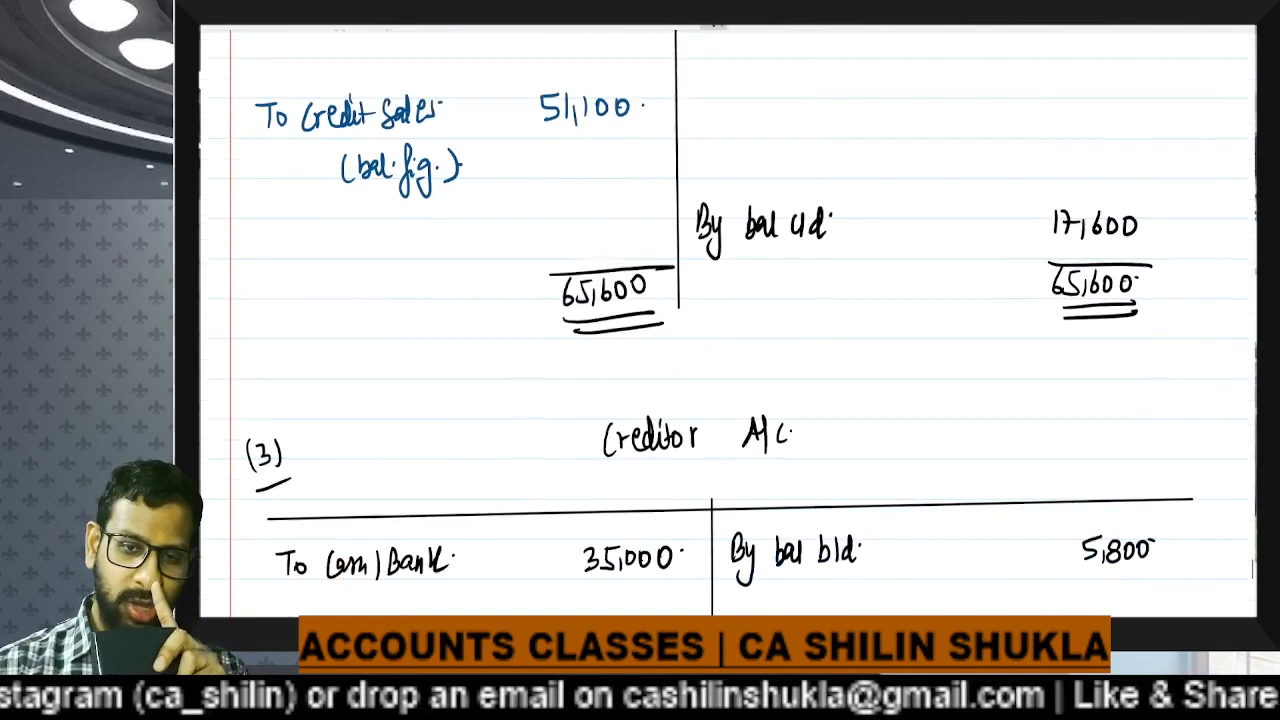 To Credit Sales 51,100
(bal. fig.)
By bal c/d. 17,600
65,600 65,600
(3) Creditor A/c.
To Cash/Bank 35,000 By bal b/d. 5,800
ACCOUNTS CLASSES | CA SHILIN SHUKLA
stagram (ca_shilin) or drop an email on cashilinshukla@gmail.com | Like & Share